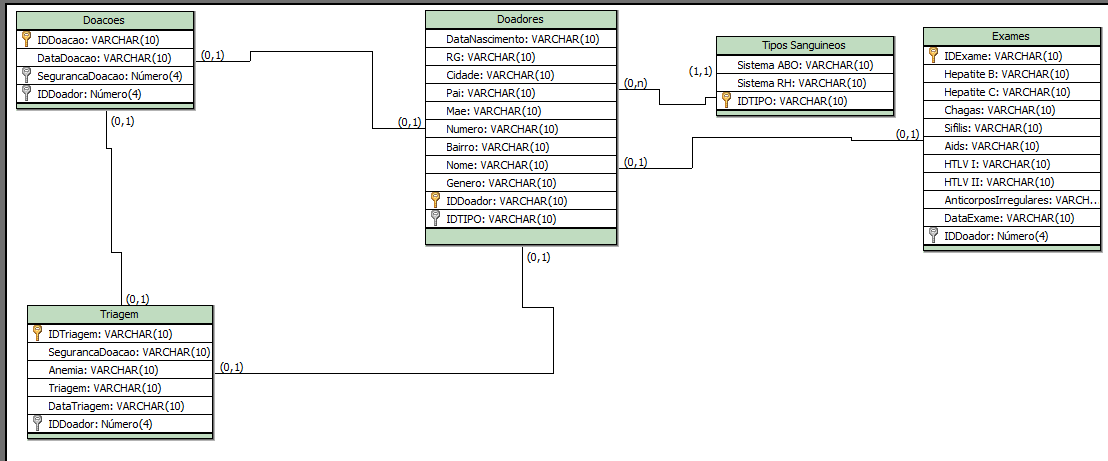 Doacoes
IDDoacao: VARCHAR(10)
DataDoacao: VARCHAR(10)
SegurancaDoacao: Número(4)
IDDoador: Número(4)
(0,1)
(0,1)
(0,1)
Doadores
DataNascimento: VARCHAR(10)
RG: VARCHAR(10)
Cidade: VARCHAR(10)
Pai: VARCHAR(10)
Mae: VARCHAR(10)
Numero: VARCHAR(10)
Bairro: VARCHAR(10)
Nome: VARCHAR(10)
Genero: VARCHAR(10)
IDDoador: VARCHAR(10)
IDTIPO: VARCHAR(10)
(0,n)
(1,1)
(0,1)
(0,1)
(0,1)
Tipos Sanguineos
Sistema ABO: VARCHAR(10)
Sistema RH: VARCHAR(10)
IDTIPO: VARCHAR(10)
Exames
IDExame: VARCHAR(10)
Hepatite B: VARCHAR(10)
Hepatite C: VARCHAR(10)
Chagas: VARCHAR(10)
Sifilis: VARCHAR(10)
Aids: VARCHAR(10)
HTLV I: VARCHAR(10)
HTLV II: VARCHAR(10)
AnticorposIrregulares: VARCH...
DataExame: VARCHAR(10)
IDDoador: Número(4)
(0,1)
Triagem
IDTriagem: VARCHAR(10)
SegurancaDoacao: VARCHAR(10)
Anemia: VARCHAR(10)
Triagem: VARCHAR(10)
DataTriagem: VARCHAR(10)
IDDoador: Número(4)
(0,1)